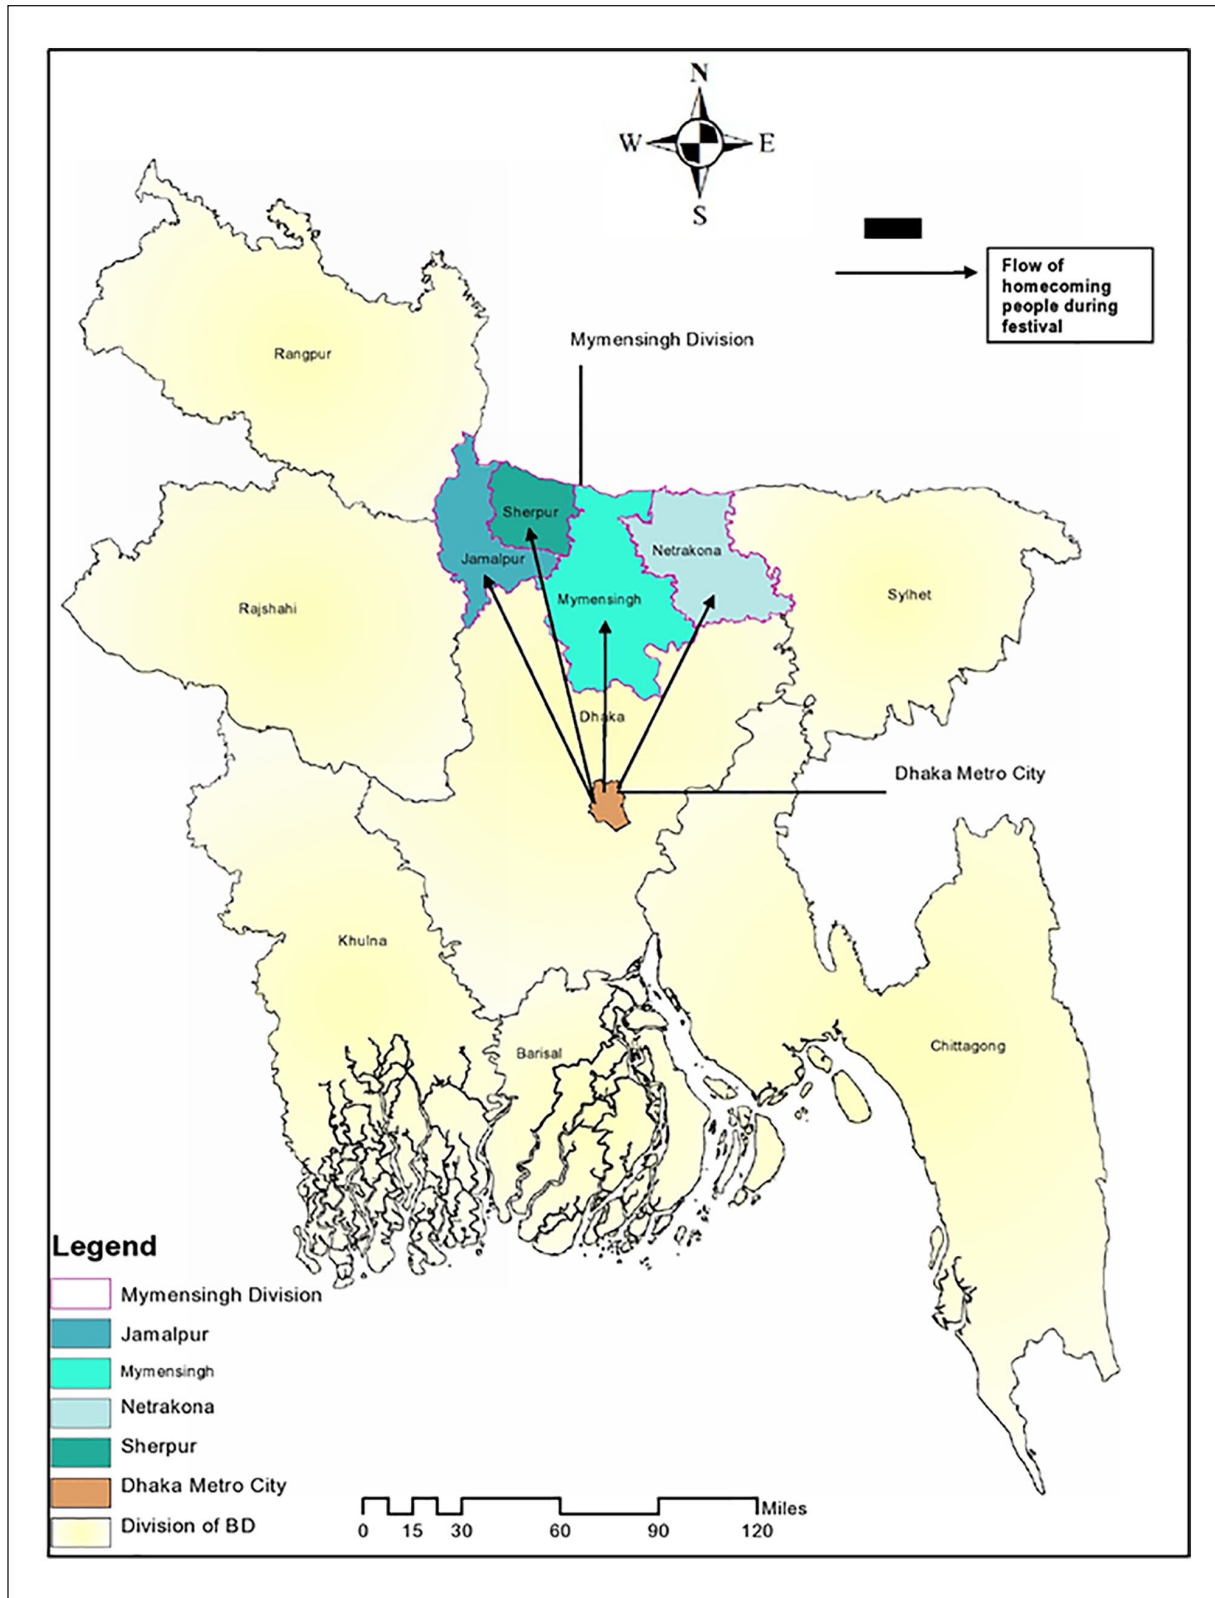 N
W E
S
Flow of
homecoming
people during
festival
Mymensingh Division
Rangpur
Sherpur
Jamalpur
Netrakona
Mymensingh
Rajshahi
Sylhet
Dhaka
Dhaka Metro City
Khulna
Barisal
Chittagong
Legend
Mymensingh Division
Jamalpur
Mymensingh
Netrakona
Sherpur
Dhaka Metro City
Division of BD
Miles
0 15 30 60 90 120